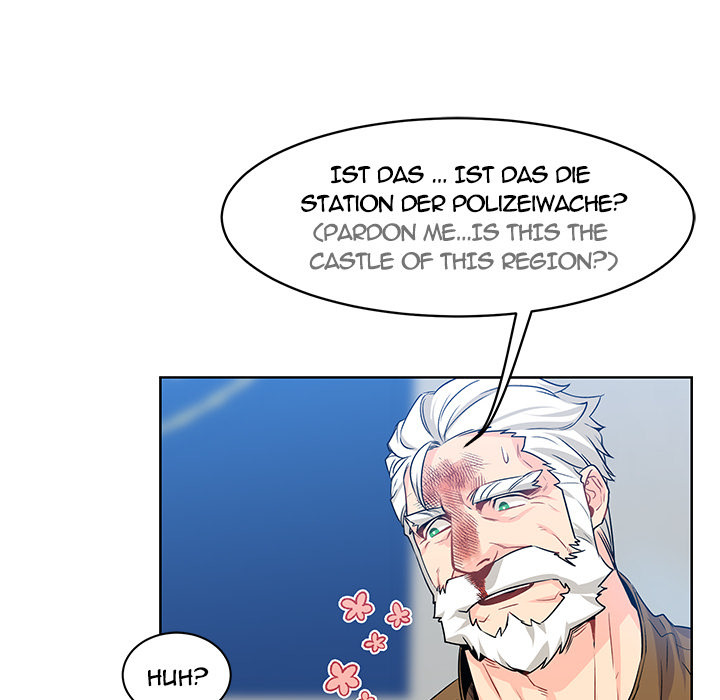 IST DAS ... IST DAS DIE
STATION DER POLIZEIWACHE?
(PARDON ME...IS THIS THE
CASTLE OF THIS REGION?)
HUH?